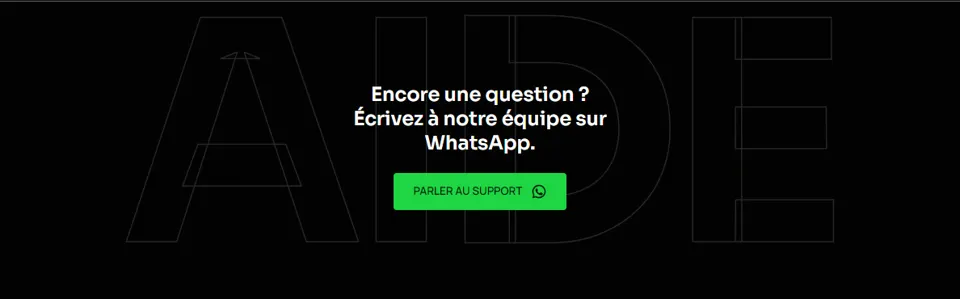 AIDE
Encore une question ?
Écrivez à notre équipe sur
WhatsApp.
PARLER AU SUPPORT